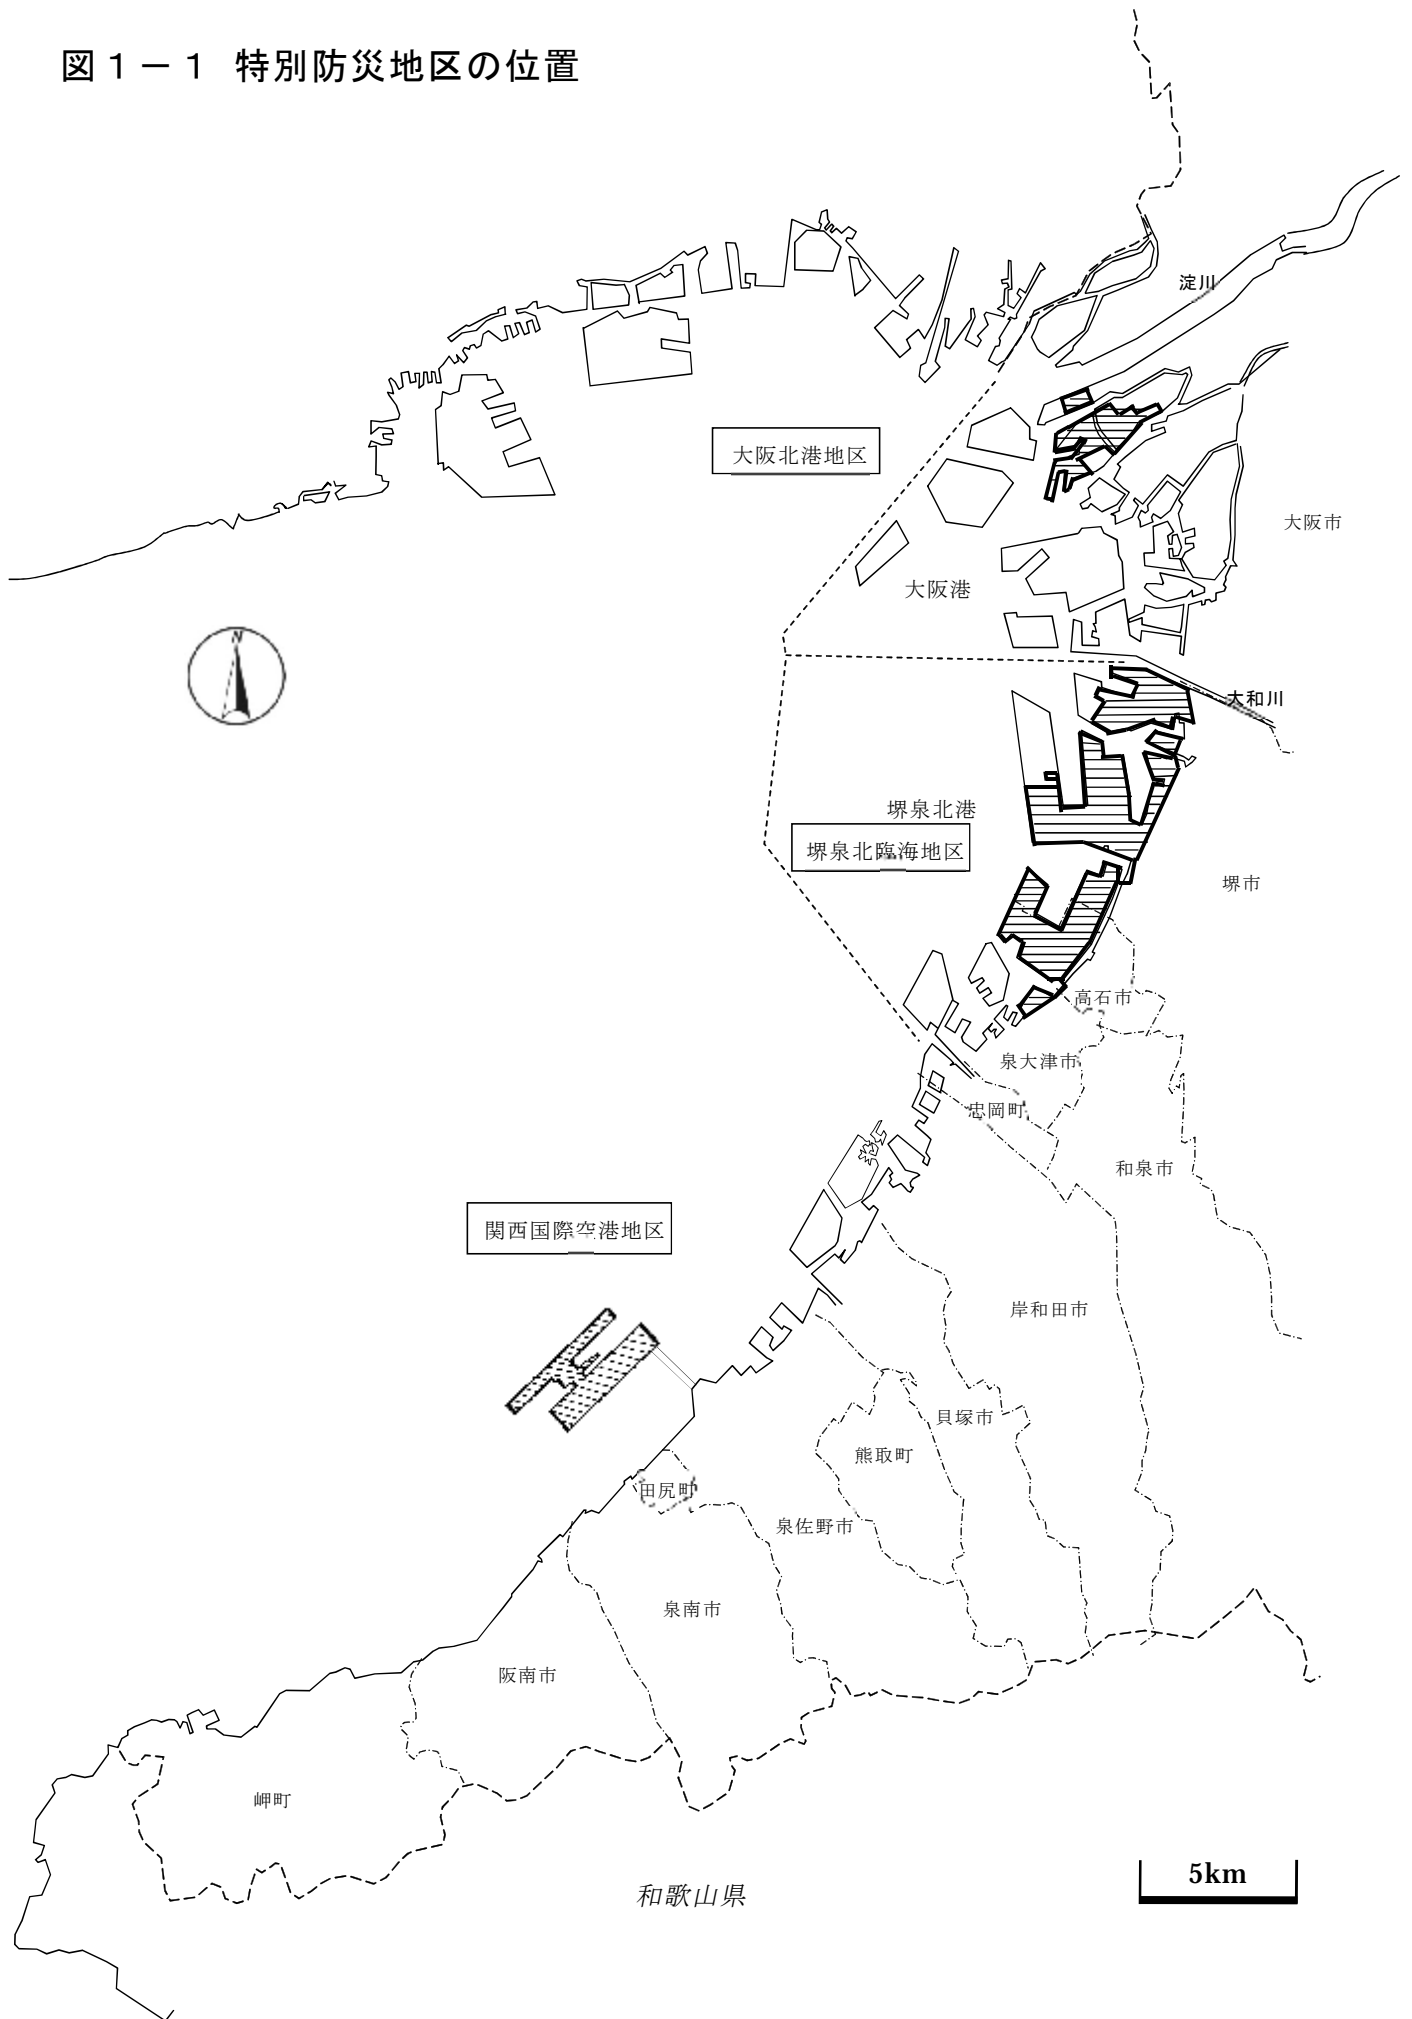 図１－１ 特別防災地区の位置
淀川
大阪北港地区
大阪市
大阪港
N
大和川
堺泉北港
堺泉北臨海地区
堺市
高石市
泉大津市
忠岡町
和泉市
関西国際空港地区
岸和田市
貝塚市
熊取町
田尻町
泉佐野市
泉南市
阪南市
岬町
5km
和歌山県